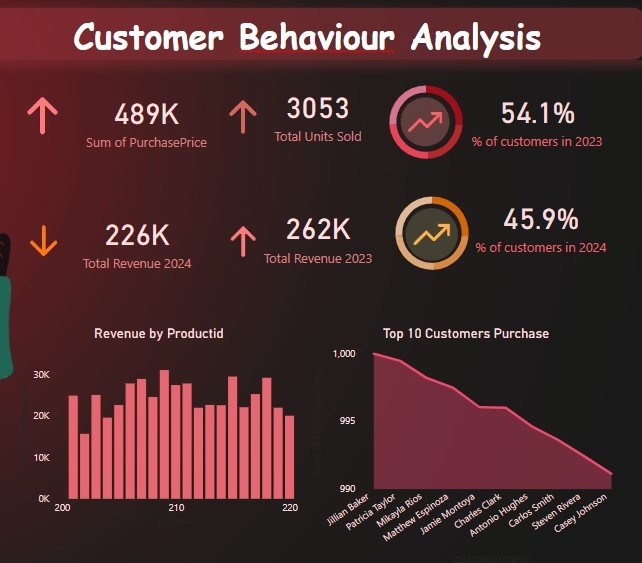 Customer Behaviour Analysis
489K
Sum of PurchasePrice
3053
Total Units Sold
54.1%
% of customers in 2023
226K
Total Revenue 2024
262K
Total Revenue 2023
45.9%
% of customers in 2024
Revenue by Productid
30K
20K
10K
0K
200
210
220
Top 10 Customers Purchase
1,000
995
990
Jillian Baker
Patricia Taylor
Mikayla Rios
Matthew Espinoza
Jamie Montoya
Charles Clark
Antonio Hughes
Carlos Smith
Steven Rivera
Casey Johnson